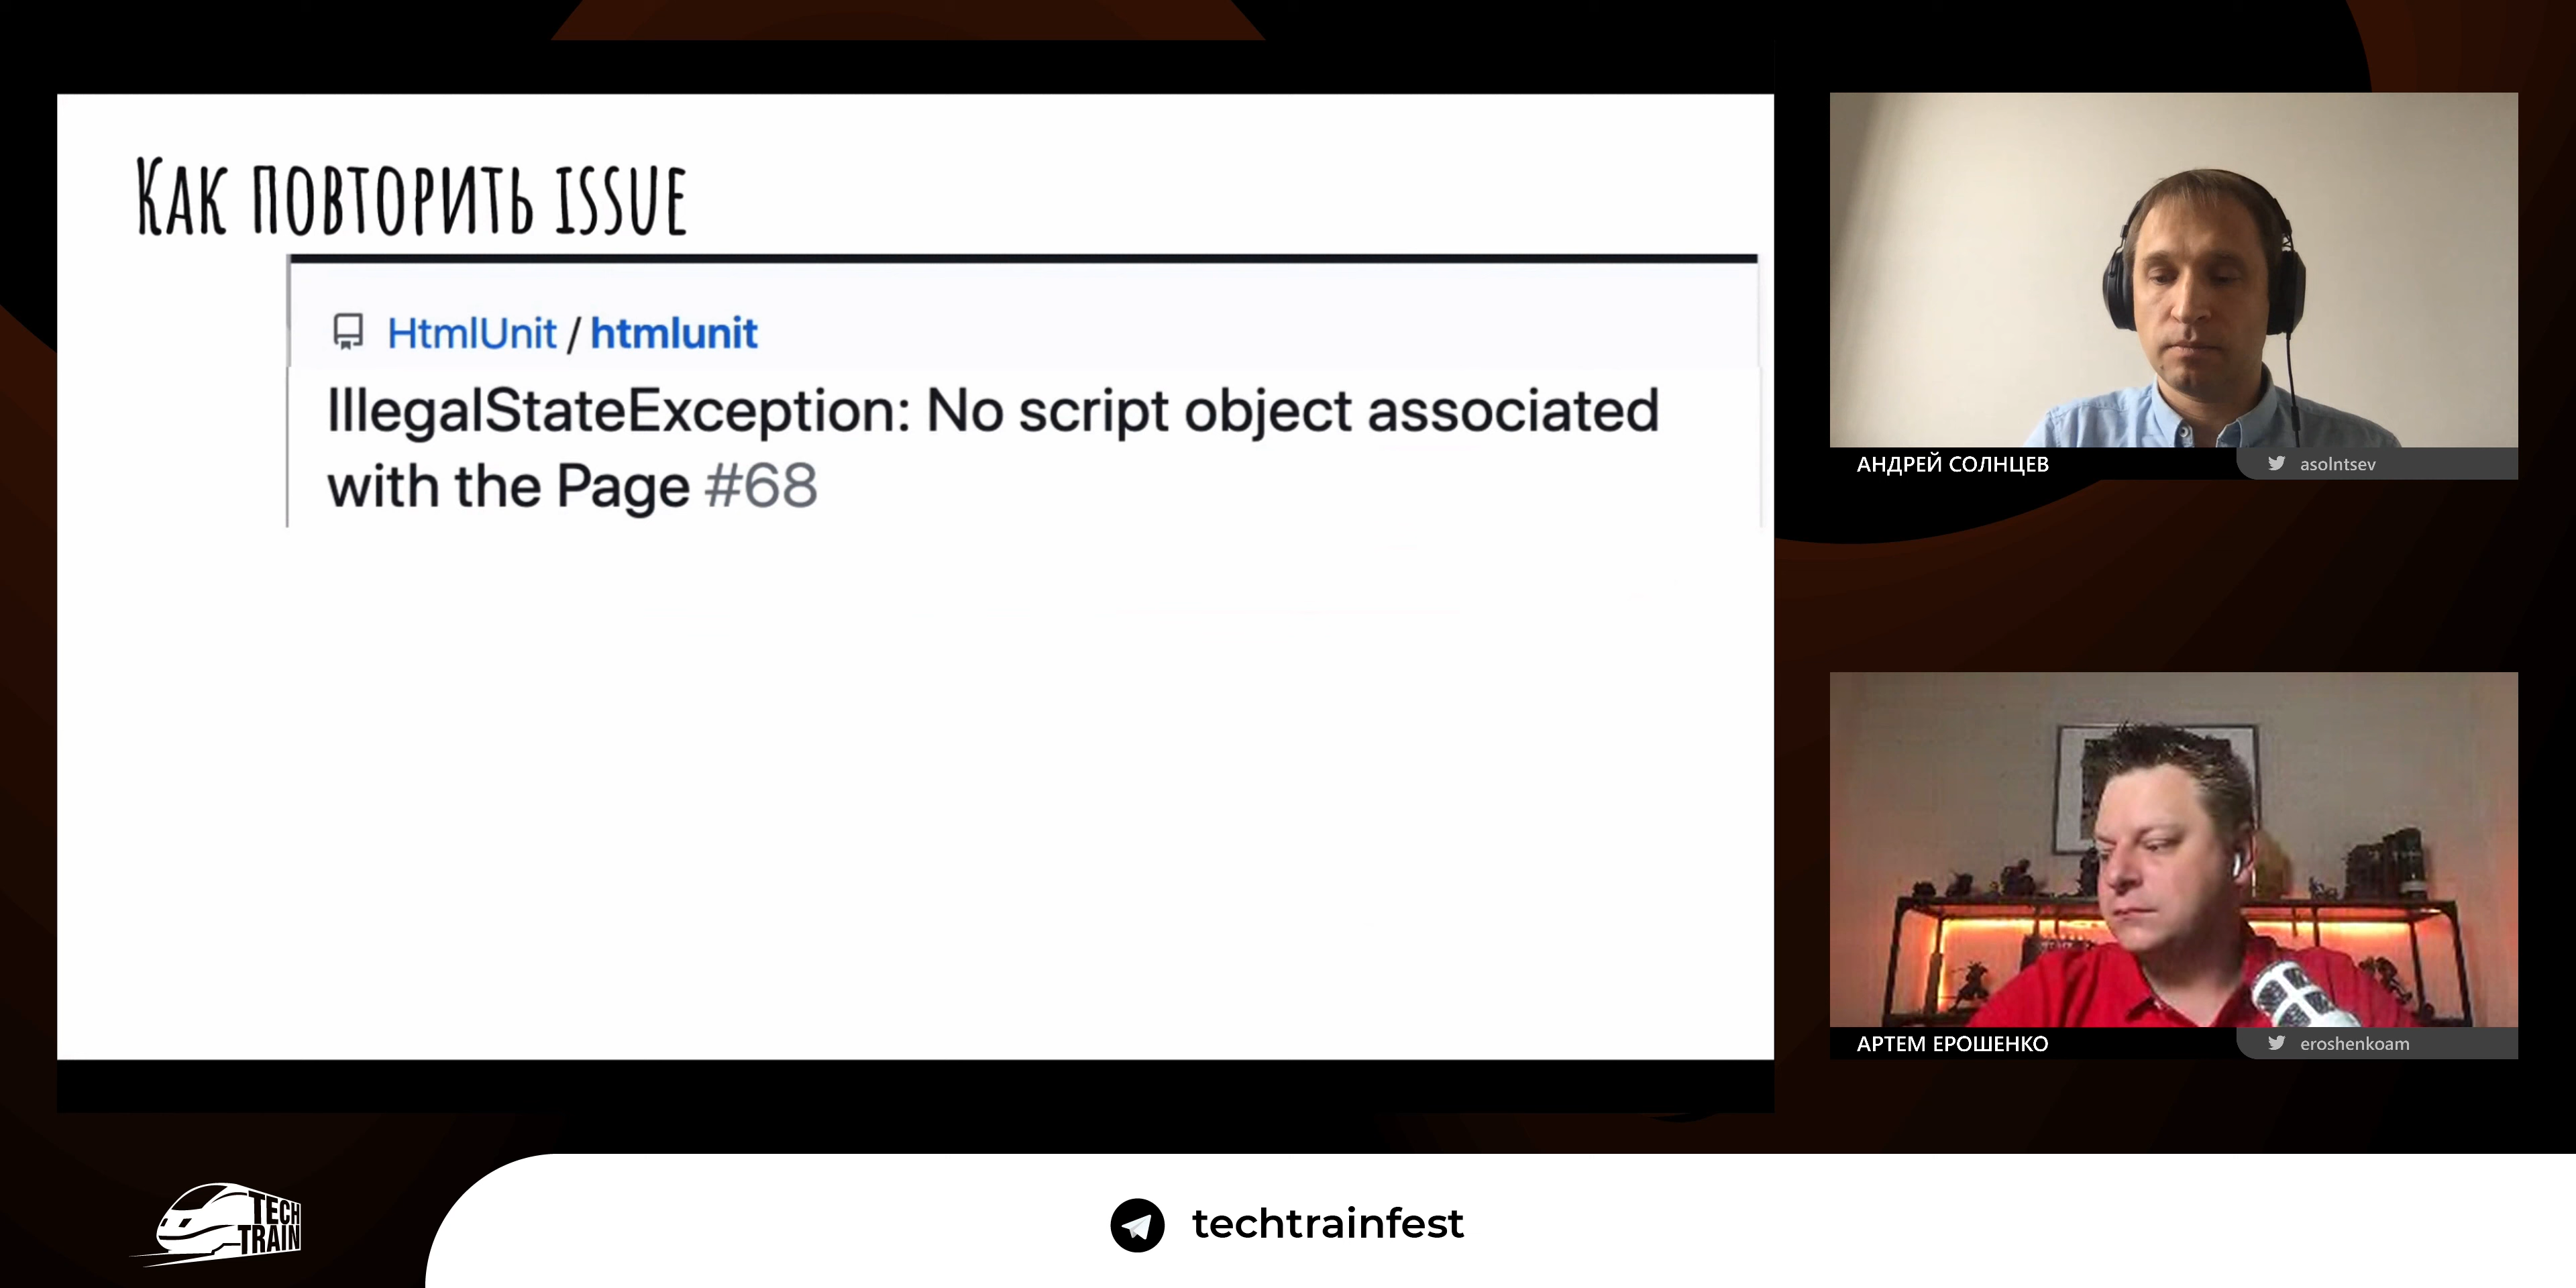 Как повторить issue
HtmlUnit / htmlunit
IllegalStateException: No script object associated
with the Page #68
АНДРЕЙ СОЛНЦЕВ
asolntsev
АРТЕМ ЕРОШЕНКО
eroshenkoam
TECH
TRAIN
techtrainfest